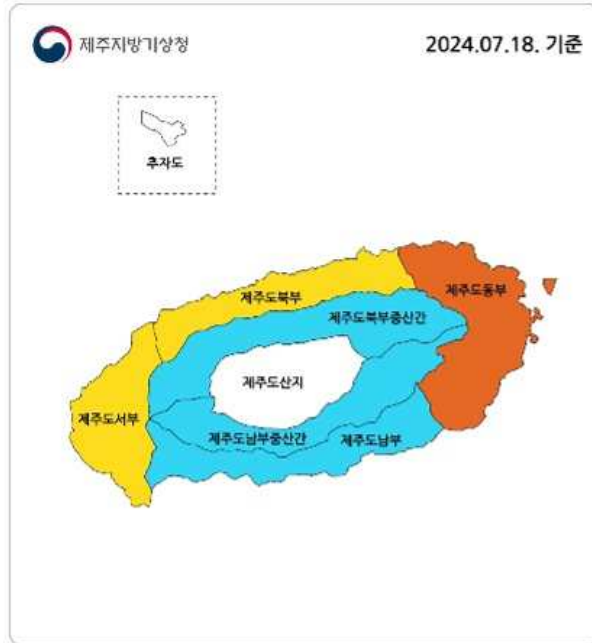 제주지방기상청
2024.07.18. 기준
추자도
제주도북부
제주도동부
제주도북부중산간
제주도산지
제주도서부
제주도남부중산간
제주도남부